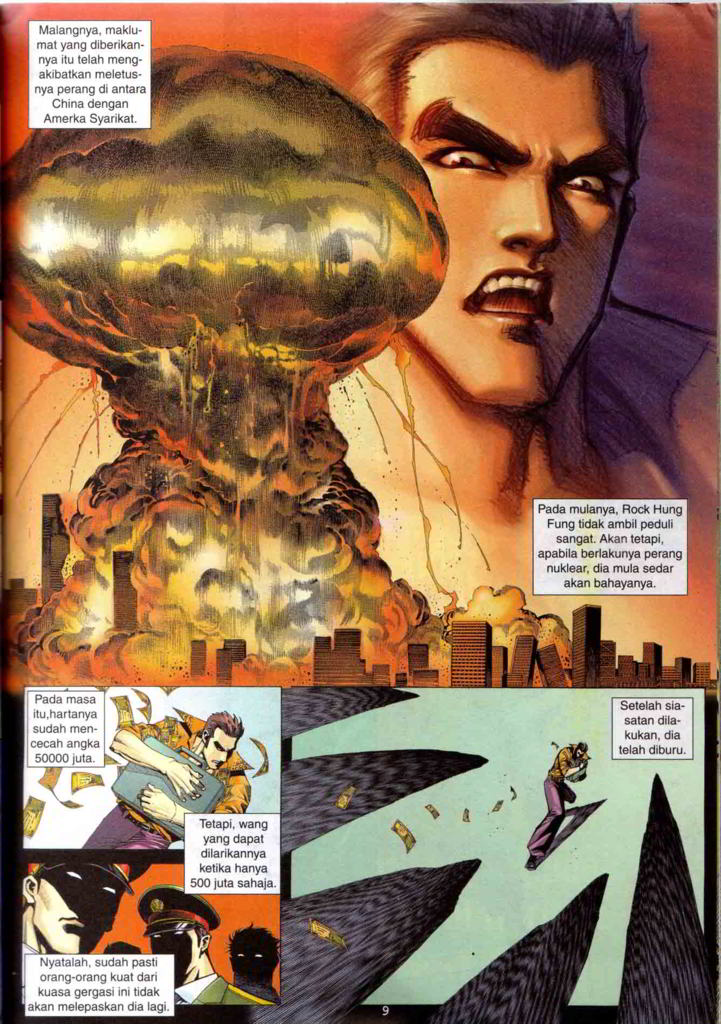 Malangnya, maklu-
mat yang diberikan-
nya itu telah meng-
akibatkan meletus-
nya perang di antara
China dengan
Amerka Syarikat.
Pada mulanya, Rock Hung
Fung tidak ambil peduli
sangat. Akan tetapi,
apabila berlakunya perang
nuklear, dia mula sedar
akan bahayanya.
Pada masa
itu,hartanya
sudah men-
cecah angka
50000 juta.
Tetapi, wang
yang dapat
dilarikannya
ketika hanya
500 juta sahaja.
Setelah sia-
satan dila-
kukan, dia
telah diburu.
Nyatalah, sudah pasti
orang-orang kuat dari
kuasa gergasi ini tidak
akan melepaskan dia lagi.
9